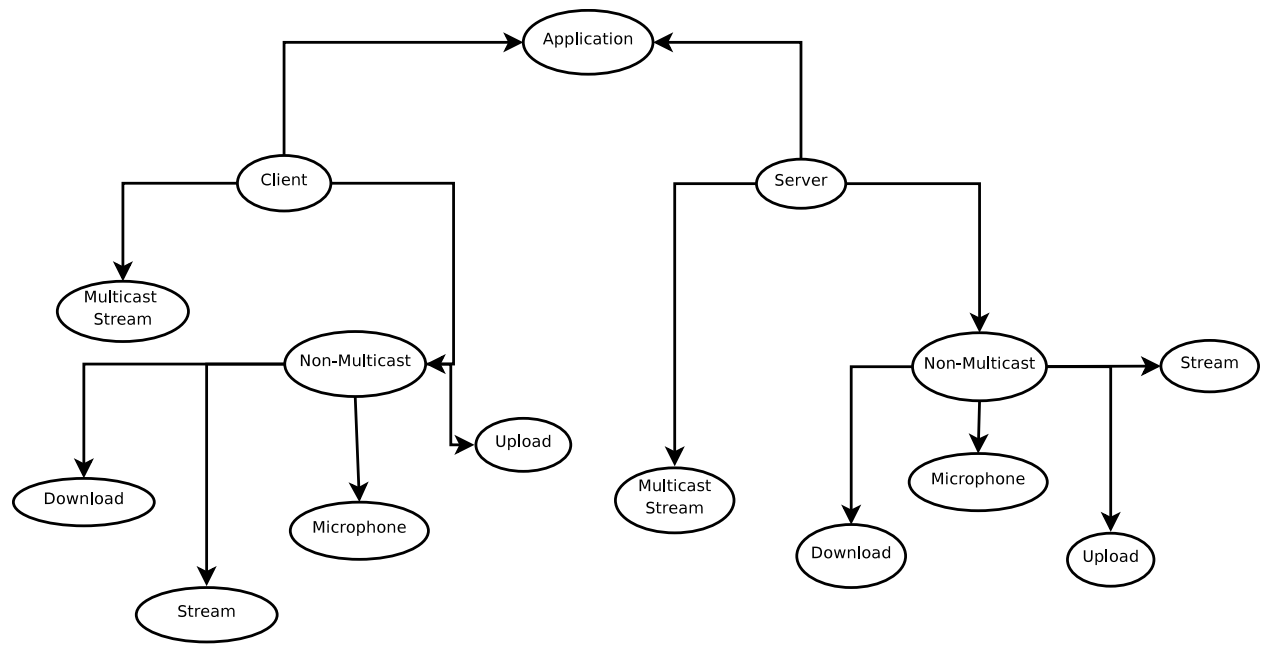 Application
Client
Server
Multicast
Stream
Non-Multicast
Non-Multicast
Stream
Upload
Download
Microphone
Multicast
Stream
Microphone
Download
Upload
Stream